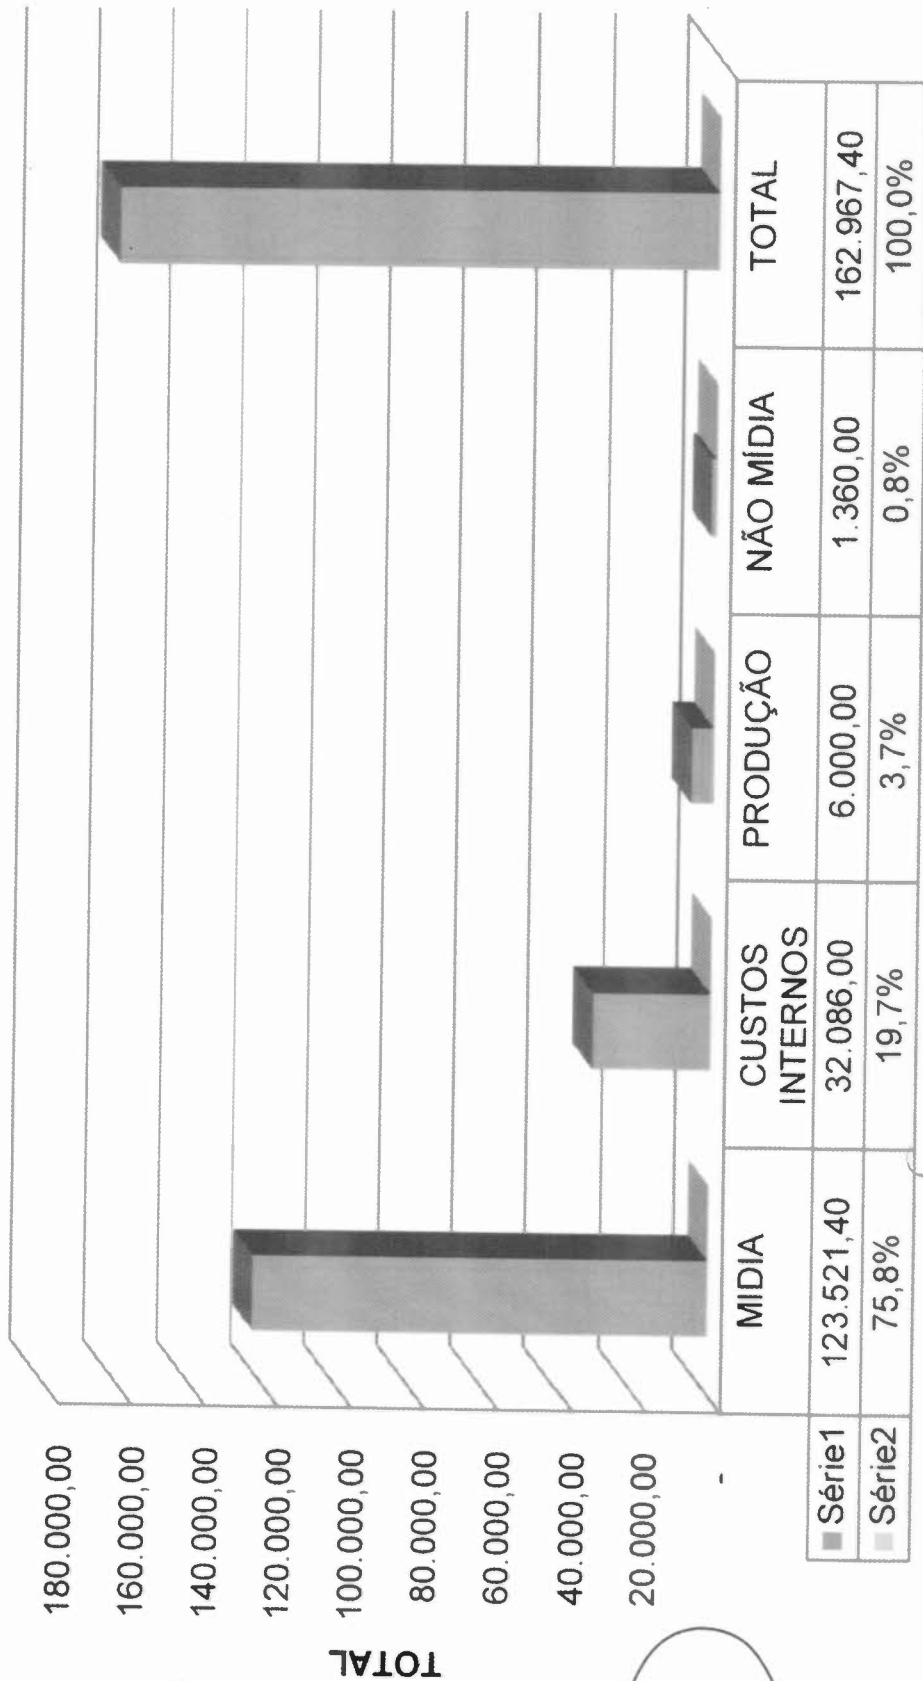 180.000,00
160.000,00
140.000,00
120.000,00
100.000,00
80.000,00
60.000,00
40.000,00
20.000,00
-
TOTAL
MIDIA CUSTOS INTERNOS PRODUÇÃO NÃO MÍDIA TOTAL
Série1 123.521,40 32.086,00 6.000,00 1.360,00 162.967,40
Série2 75,8% 19,7% 3,7% 0,8% 100,0%